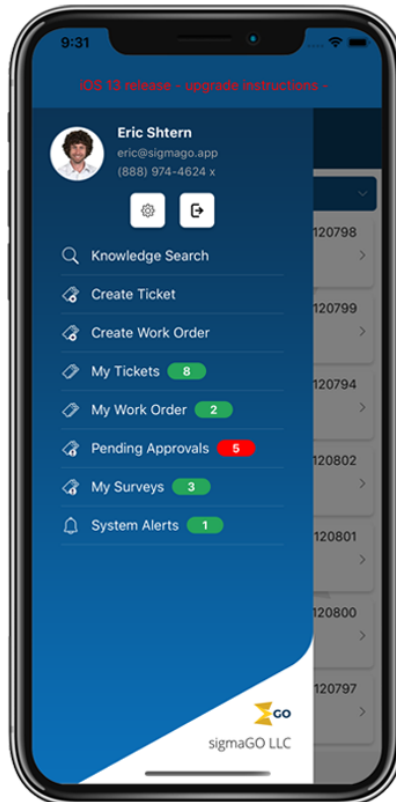 9:31
iOS 13 release - upgrade instructions -
Eric Shtern
eric@sigmago.app
(888) 974-4624 x
Knowledge Search
Create Ticket
Create Work Order
My Tickets 8
My Work Order 2
Pending Approvals 5
My Surveys 3
System Alerts 1
120798
120799
120794
120802
120801
120800
120797
GO
sigmaGO LLC